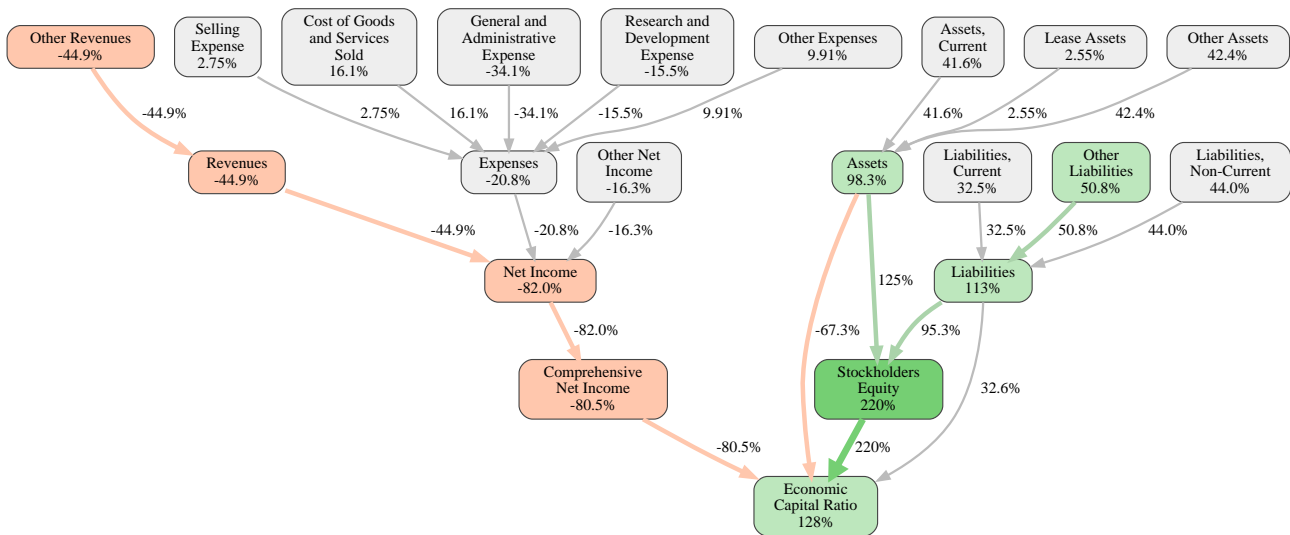 Other Revenues
-44.9%
Selling
Expense
2.75%
Cost of Goods
and Services
Sold
16.1%
General and
Administrative
Expense
-34.1%
Research and
Development
Expense
-15.5%
Other Expenses
9.91%
Assets,
Current
41.6%
Lease Assets
2.55%
Other Assets
42.4%
-44.9%
2.75%
16.1%
-34.1%
-15.5%
9.91%
41.6%
2.55%
42.4%
Revenues
-44.9%
Expenses
-20.8%
Other Net
Income
-16.3%
Assets
98.3%
Liabilities,
Current
32.5%
Other
Liabilities
50.8%
Liabilities,
Non-Current
44.0%
-44.9%
-20.8%
-16.3%
32.5%
50.8%
44.0%
Net Income
-82.0%
125%
Liabilities
113%
-82.0%
-67.3%
95.3%
Comprehensive
Net Income
-80.5%
Stockholders
Equity
220%
32.6%
-80.5%
220%
Economic
Capital Ratio
128%